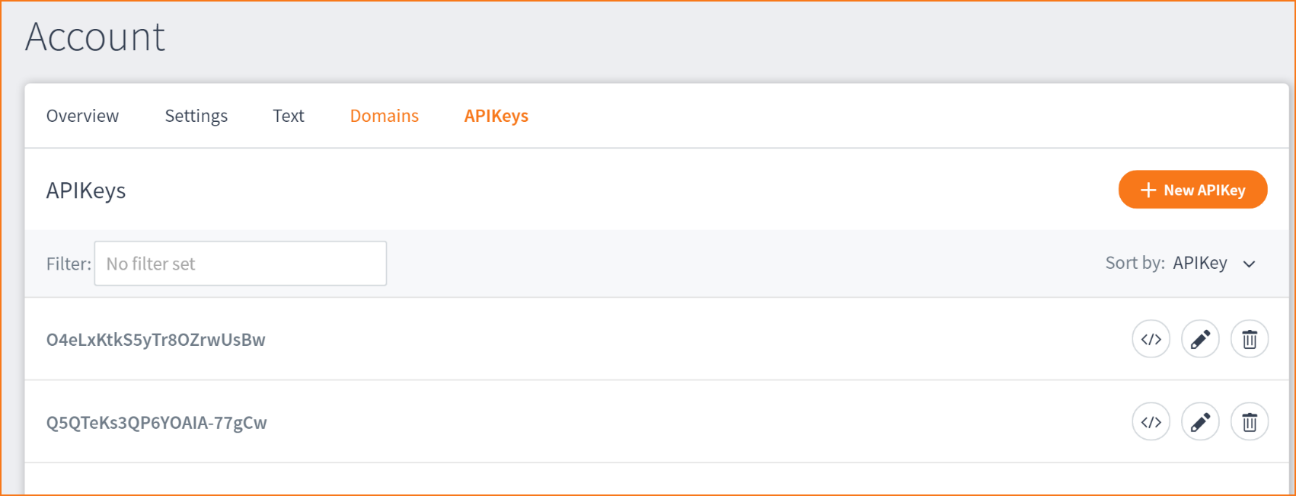 Account
Overview Settings Text Domains APIKeys
APIKeys
New APIKey
Filter: No filter set Sort by: APIKey
O4eLxKtkS5yTr8OZrwUsBw
Q5QTeKs3QP6YOAIA-77gCw